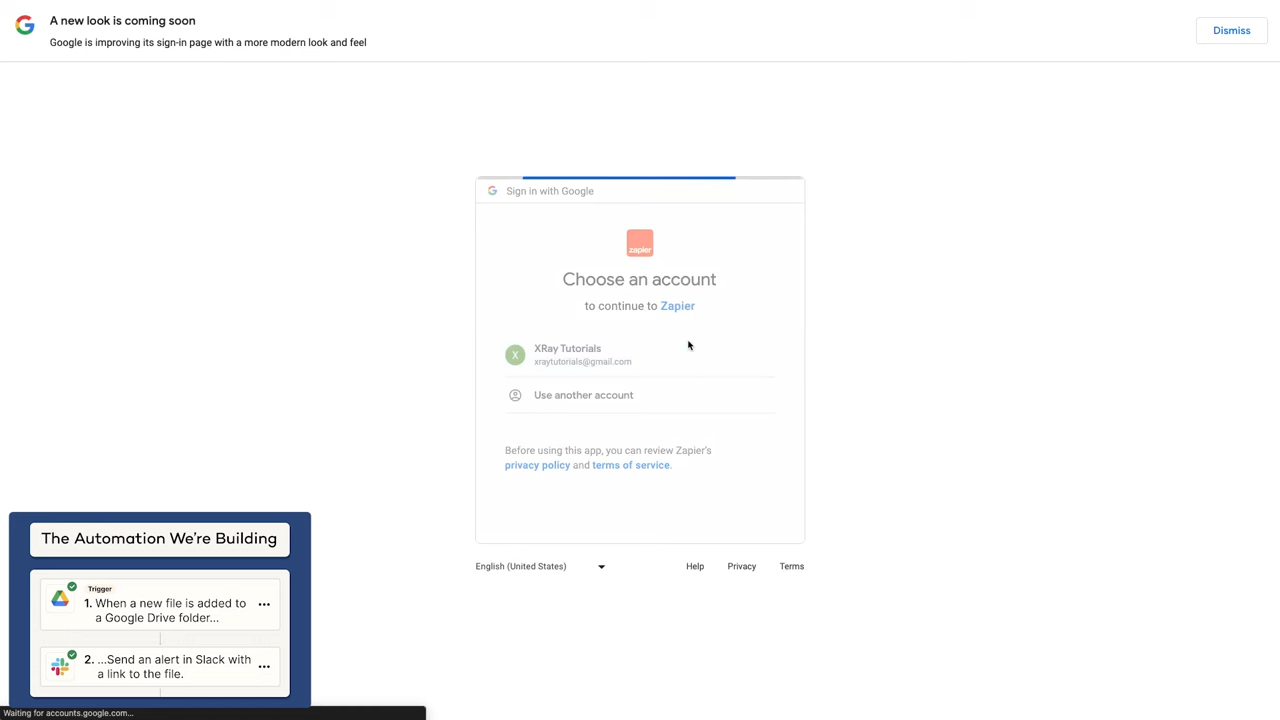 A new look is coming soon
Google is improving its sign-in page with a more modern look and feel
Dismiss
Sign in with Google
zapier
Choose an account
to continue to Zapier
X
XRay Tutorials
xraytutorials@gmail.com
Use another account
Before using this app, you can review Zapier's
privacy policy and terms of service.
English (United States)
Help
Privacy
Terms
The Automation We're Building
Trigger
1. When a new file is added to
a Google Drive folder...
2. ...Send an alert in Slack with
a link to the file.
Waiting for accounts.google.com...